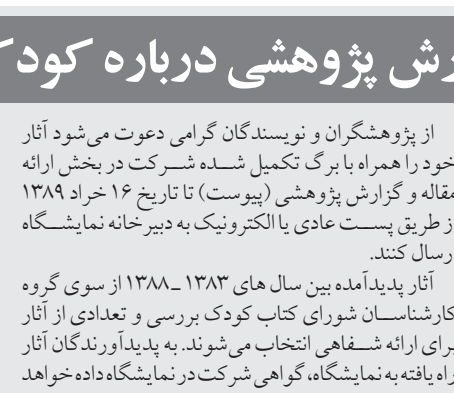 پژوهشی درباره
از پژوهشگران و نویسندگان گرامی دعوت می‌شود آثار
خود را همراه با برگ تکمیل شده شرکت در بخش ارائه
مقاله و گزارش پژوهشی (پیوست) تا تاریخ ۱۶ خرداد ۱۳۸۹
از طریق پست عادی یا الکترونیک به دبیرخانه نمایشگاه
ارسال کنند.
آثار پدیدآمده بین سال های ۱۳۸۳ ـ ۱۳۸۸ از سوی گروه
کارشناسان شورای کتاب کودک بررسی و تعدادی از آثار
برای ارائه شفاهی انتخاب می‌شوند. به پدیدآورندگان آثار
راه یافته به نمایشگاه، گواهی شرکت در نمایشگاه داده خواهد